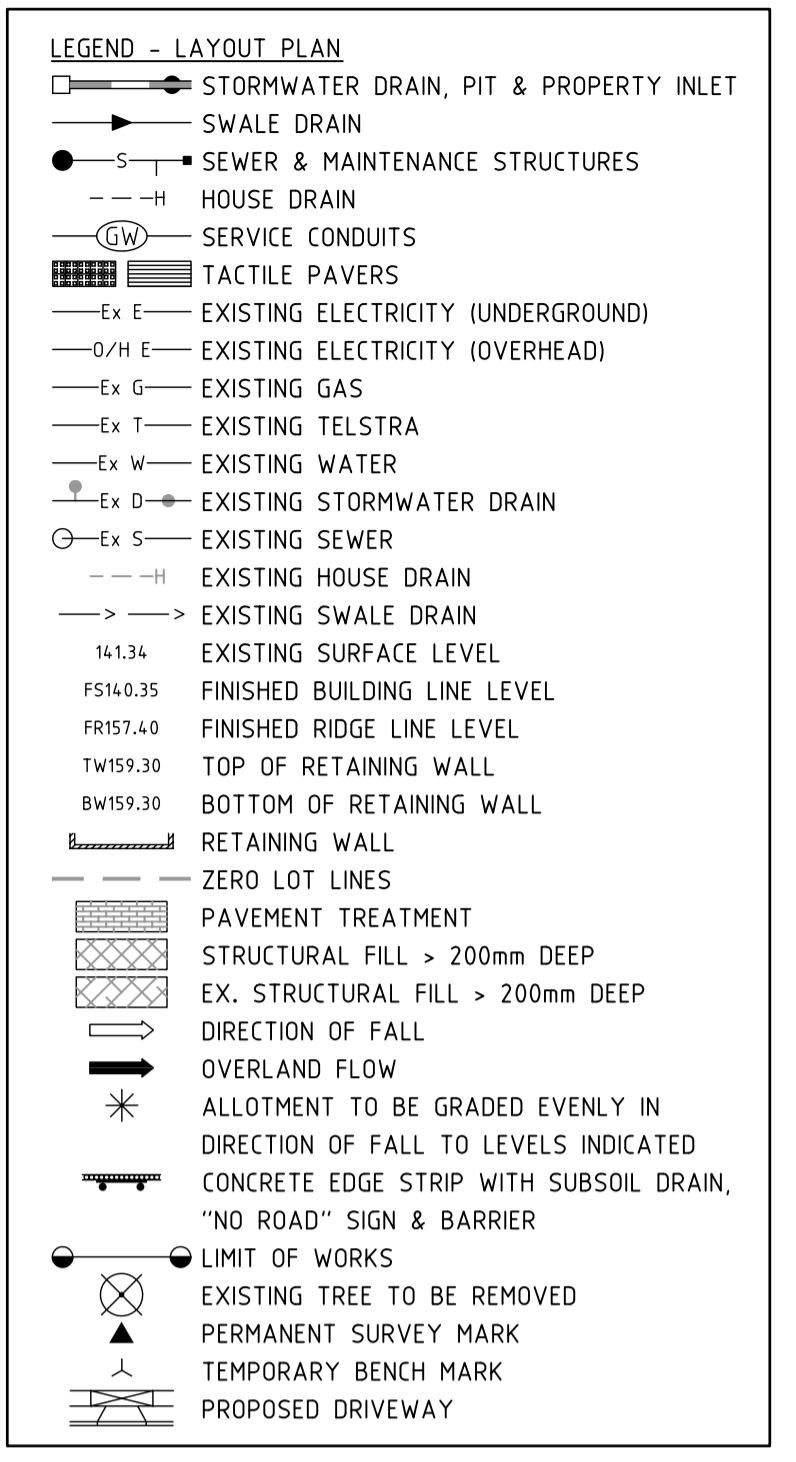 LEGEND - LAYOUT PLAN
STORMWATER DRAIN, PIT & PROPERTY INLET
SWALE DRAIN
S SEWER & MAINTENANCE STRUCTURES
H HOUSE DRAIN
GW SERVICE CONDUITS
TACTILE PAVERS
Ex E EXISTING ELECTRICITY (UNDERGROUND)
O/H E EXISTING ELECTRICITY (OVERHEAD)
Ex G EXISTING GAS
Ex T EXISTING TELSTRA
Ex W EXISTING WATER
Ex D EXISTING STORMWATER DRAIN
Ex S EXISTING SEWER
H EXISTING HOUSE DRAIN
> > EXISTING SWALE DRAIN
141.34 EXISTING SURFACE LEVEL
FS140.35 FINISHED BUILDING LINE LEVEL
FR157.40 FINISHED RIDGE LINE LEVEL
TW159.30 TOP OF RETAINING WALL
BW159.30 BOTTOM OF RETAINING WALL
RETAINING WALL
ZERO LOT LINES
PAVEMENT TREATMENT
STRUCTURAL FILL > 200mm DEEP
EX. STRUCTURAL FILL > 200mm DEEP
DIRECTION OF FALL
OVERLAND FLOW
ALLOTMENT TO BE GRADED EVENLY IN
DIRECTION OF FALL TO LEVELS INDICATED
CONCRETE EDGE STRIP WITH SUBSOIL DRAIN,
"NO ROAD" SIGN & BARRIER
LIMIT OF WORKS
EXISTING TREE TO BE REMOVED
PERMANENT SURVEY MARK
TEMPORARY BENCH MARK
PROPOSED DRIVEWAY